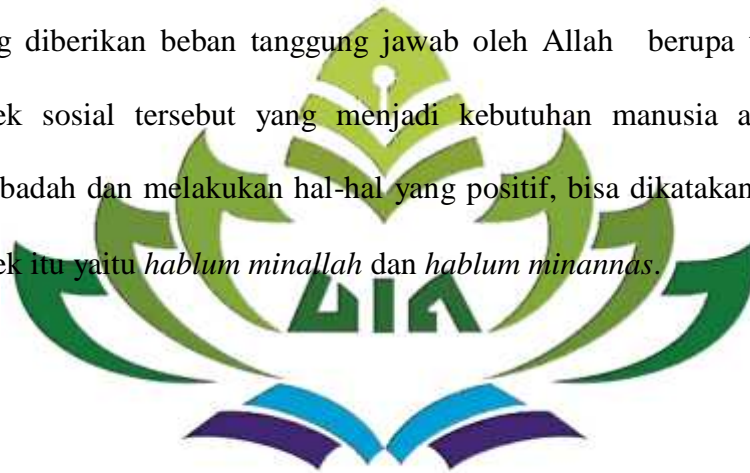 g diberikan beban tanggung jawab oleh Allah berupa
ek sosial tersebut yang menjadi kebutuhan manusia a
badah dan melakukan hal-hal yang positif, bisa dikatakan
ek itu yaitu hablum minallah dan hablum minannas.
UIN